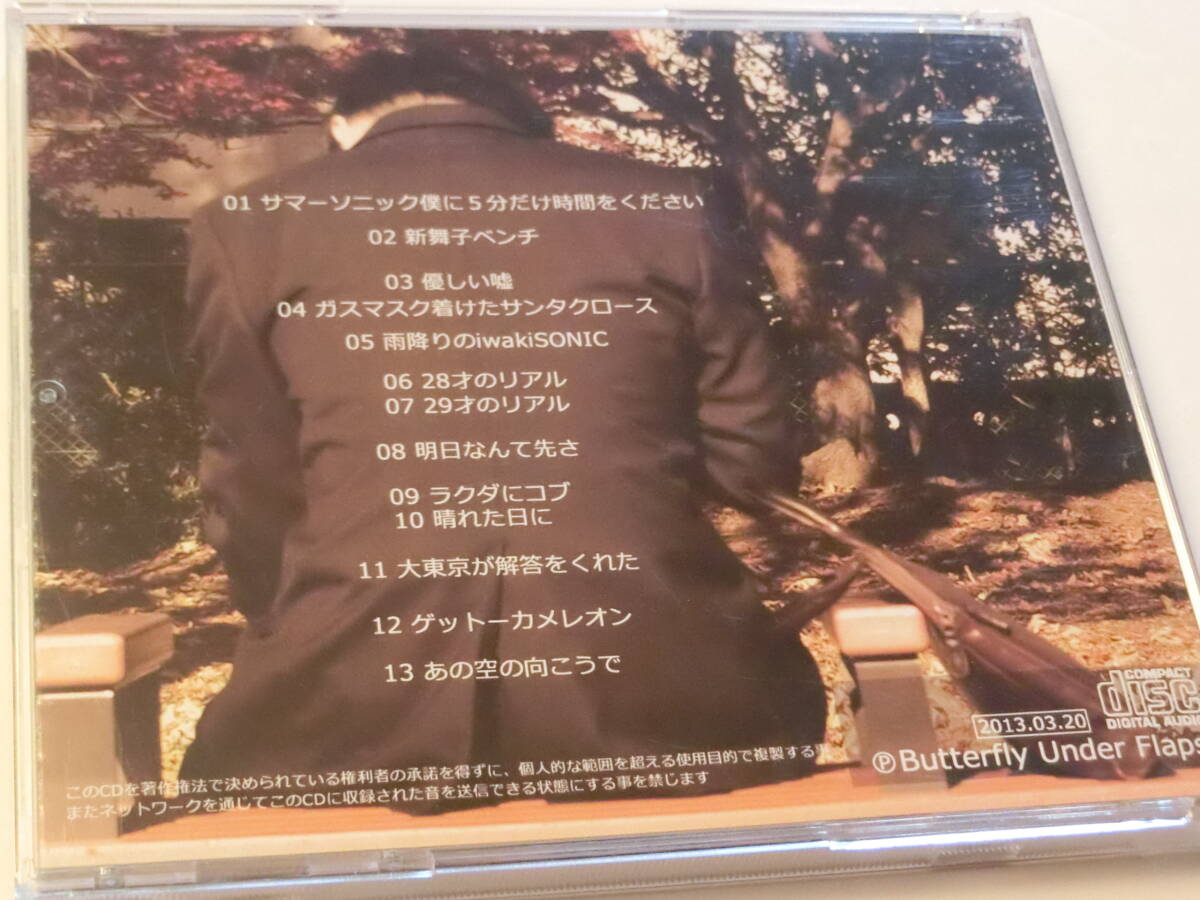 01 サマーソニック僕に５分だけ時間をください
02 新舞子ベンチ
03 優しい嘘
04 ガスマスク着けたサンタクロース
05 雨降りのiwakiSONIC
06 28才のリアル
07 29才のリアル
08 明日なんて先さ
09 ラクダにコブ
10 晴れた日に
11 大東京が解答をくれた
12 ゲットーカメレオン
13 あの空の向こうで
COMPACT
disc
DIGITAL AUDIO
2013.03.20
℗Butterfly Under Flaps
このCDを著作権法で決められている権利者の承諾を得ずに、個人的な範囲を超える使用目的で複製する事
またネットワークを通じてこのCDに収録された音を送信できる状態にする事を禁じます